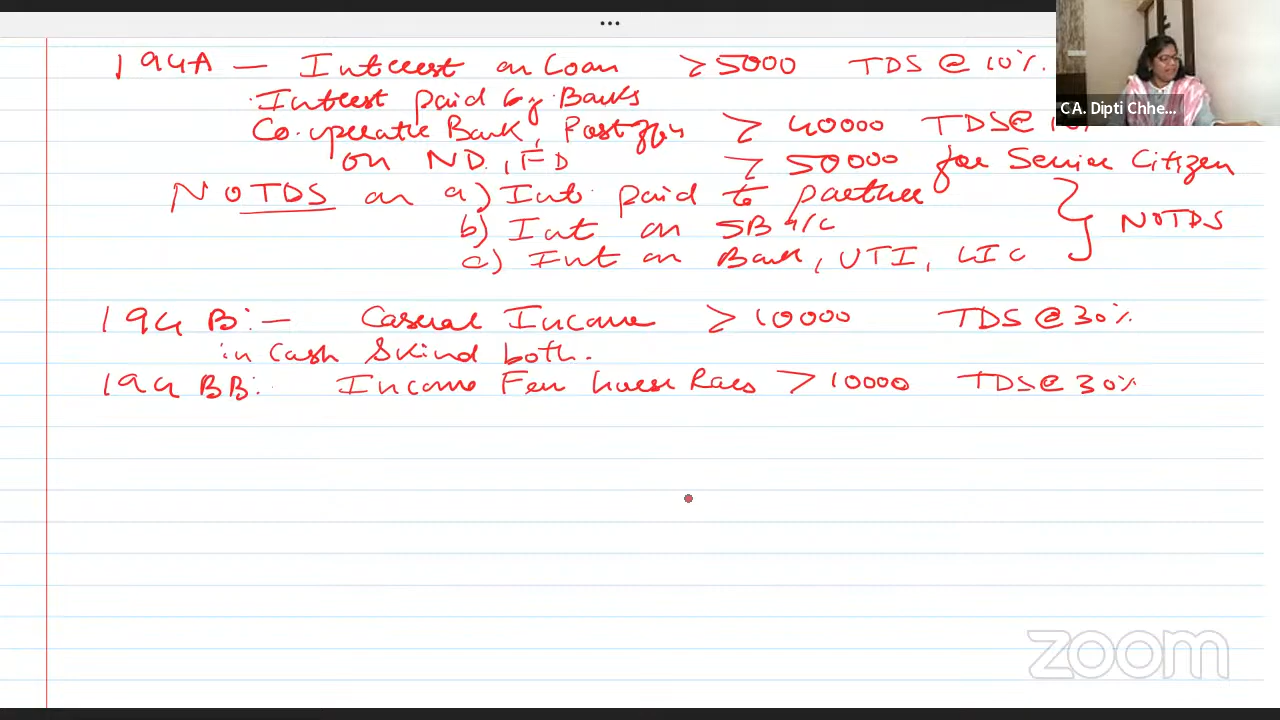 194A — Interest on Loan ≥ 5000 TDS @ 10%.
Interest paid by Banks
Co-operative Bank, Post office ≥ 40000 TDS @ 10%
on ND, FD ≥ 50000 for Senior Citizen
NO TDS on a) Int. paid to partner
b) Int on SB A/C
c) Int on Bank, UTI, LIC } NO TDS
194 B:- Casual Income ≥ 10000 TDS @ 30%
in Cash & kind both.
194 BB: Income horse Races > 10000 TDS @ 30%
C A. Dipti Chhe...
zoom